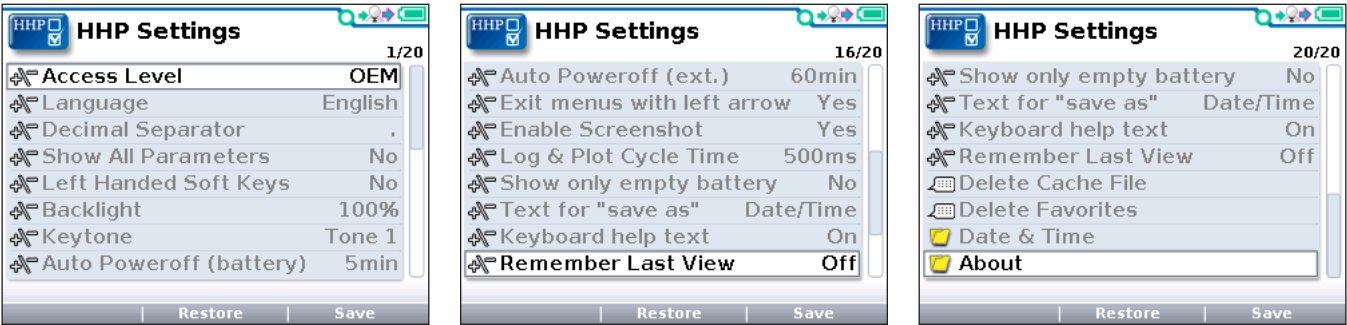 HHP
HHP Settings
1/20
Access Level OEM
Language English
Decimal Separator .
Show All Parameters No
Left Handed Soft Keys No
Backlight 100%
Keytone Tone 1
Auto Poweroff (battery) 5min
| Restore | Save
HHP
HHP Settings
16/20
Auto Poweroff (ext.) 60min
Exit menus with left arrow Yes
Enable Screenshot Yes
Log & Plot Cycle Time 500ms
Show only empty battery No
Text for "save as" Date/Time
Keyboard help text On
Remember Last View Off
| Restore | Save
HHP
HHP Settings
20/20
Show only empty battery No
Text for "save as" Date/Time
Keyboard help text On
Remember Last View Off
Delete Cache File
Delete Favorites
Date & Time
About
| Restore | Save